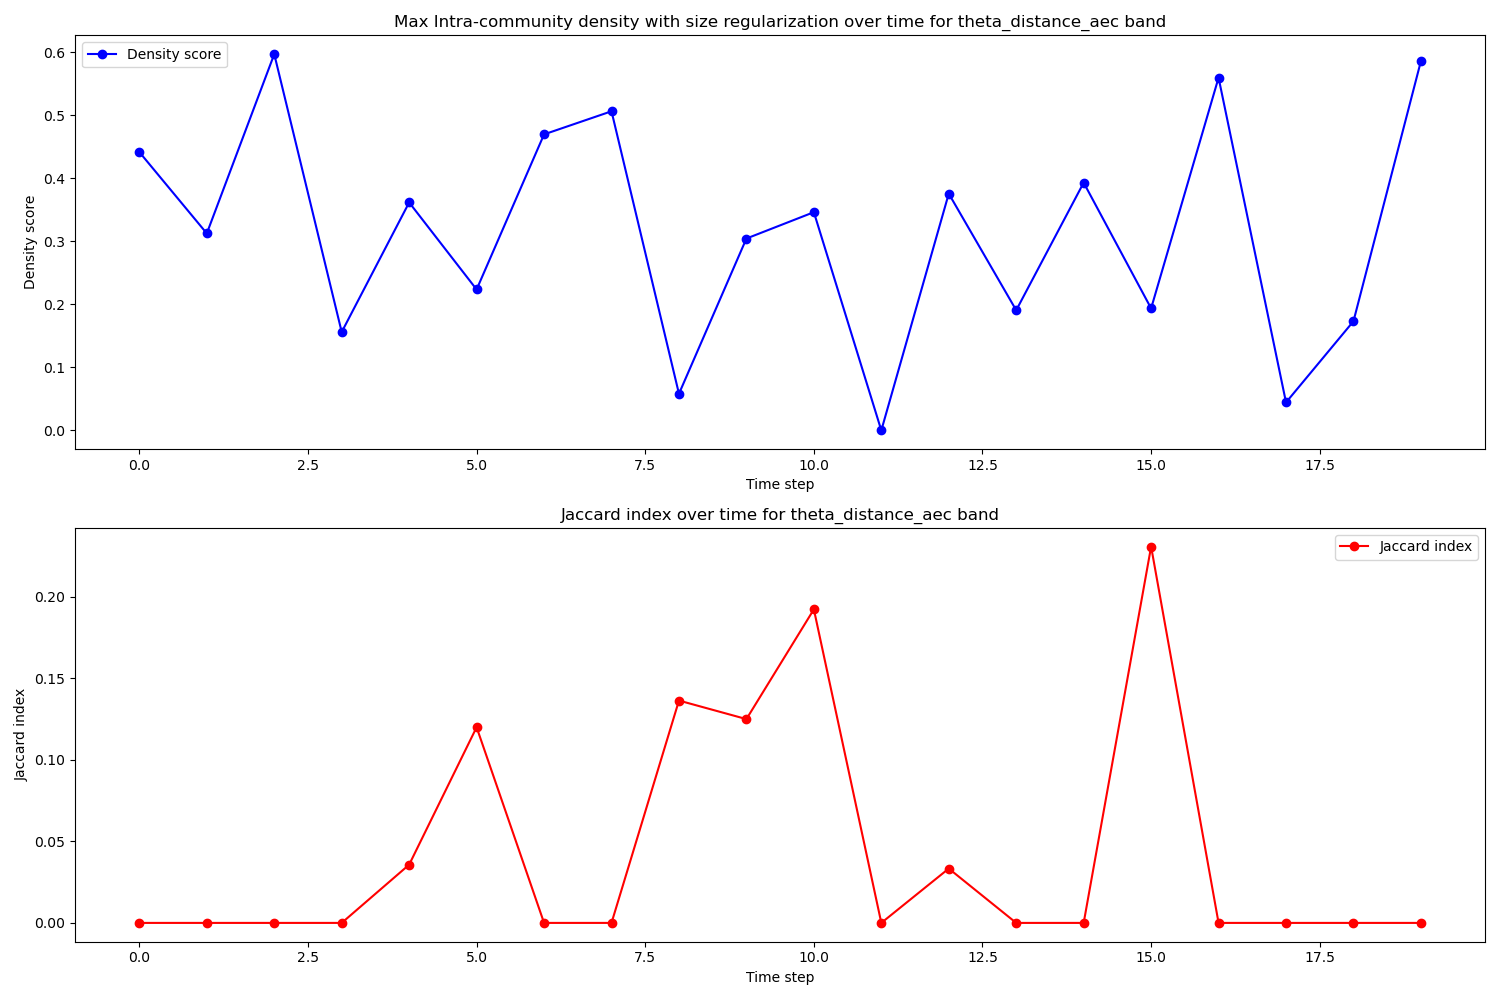 Max Intra-community density with size regularization over time for theta_distance_aec band
Density score
Density score
0.6
0.5
0.4
0.3
0.2
0.1
0.0
0.0 2.5 5.0 7.5 10.0 12.5 15.0 17.5
Time step
Jaccard index over time for theta_distance_aec band
Jaccard index
Jaccard index
0.20
0.15
0.10
0.05
0.00
0.0 2.5 5.0 7.5 10.0 12.5 15.0 17.5
Time step